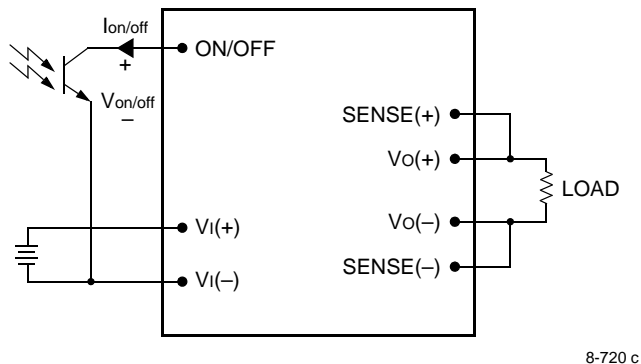 Ion/off
+
ON/OFF
Von/off
–
SENSE(+)
VO(+)
LOAD
VI(+)
VO(–)
VI(–)
SENSE(–)
8-720 c